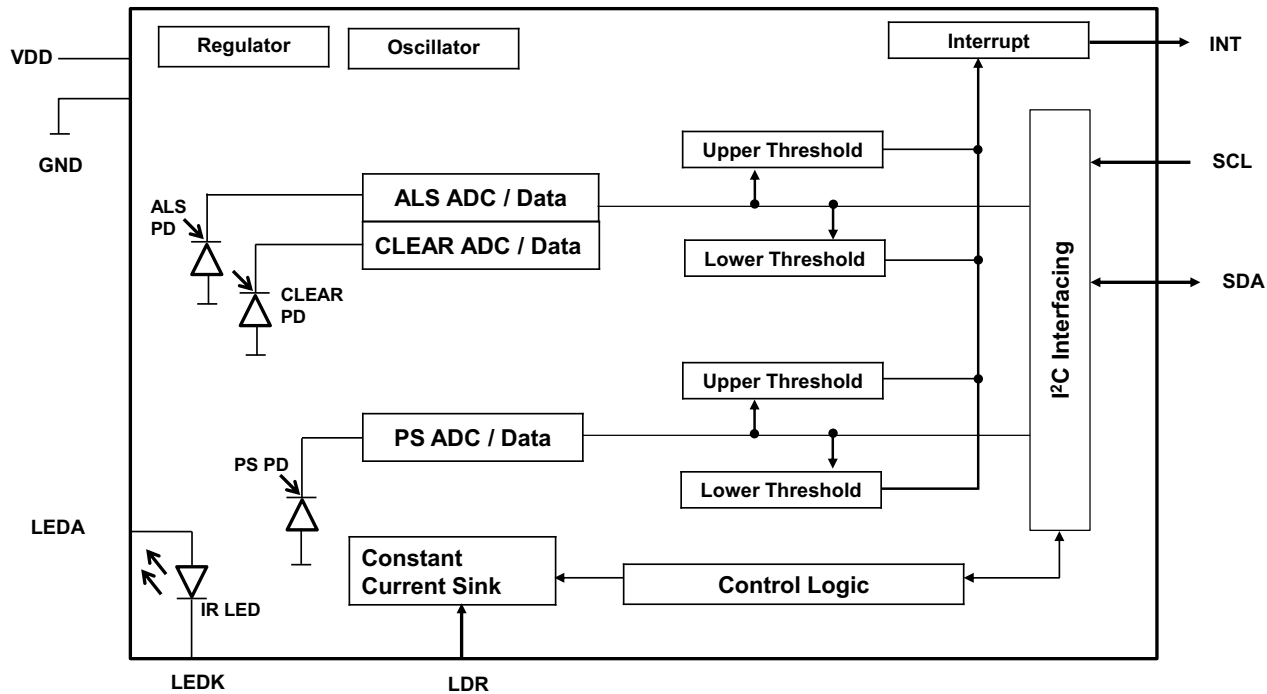 Regulator
Oscillator
Interrupt
INT
VDD
GND
Upper Threshold
SCL
ALS
PD
ALS ADC / Data
CLEAR ADC / Data
Lower Threshold
CLEAR
PD
SDA
I²C Interfacing
Upper Threshold
PS ADC / Data
PS PD
Lower Threshold
LEDA
IR LED
Constant
Current Sink
Control Logic
LEDK
LDR